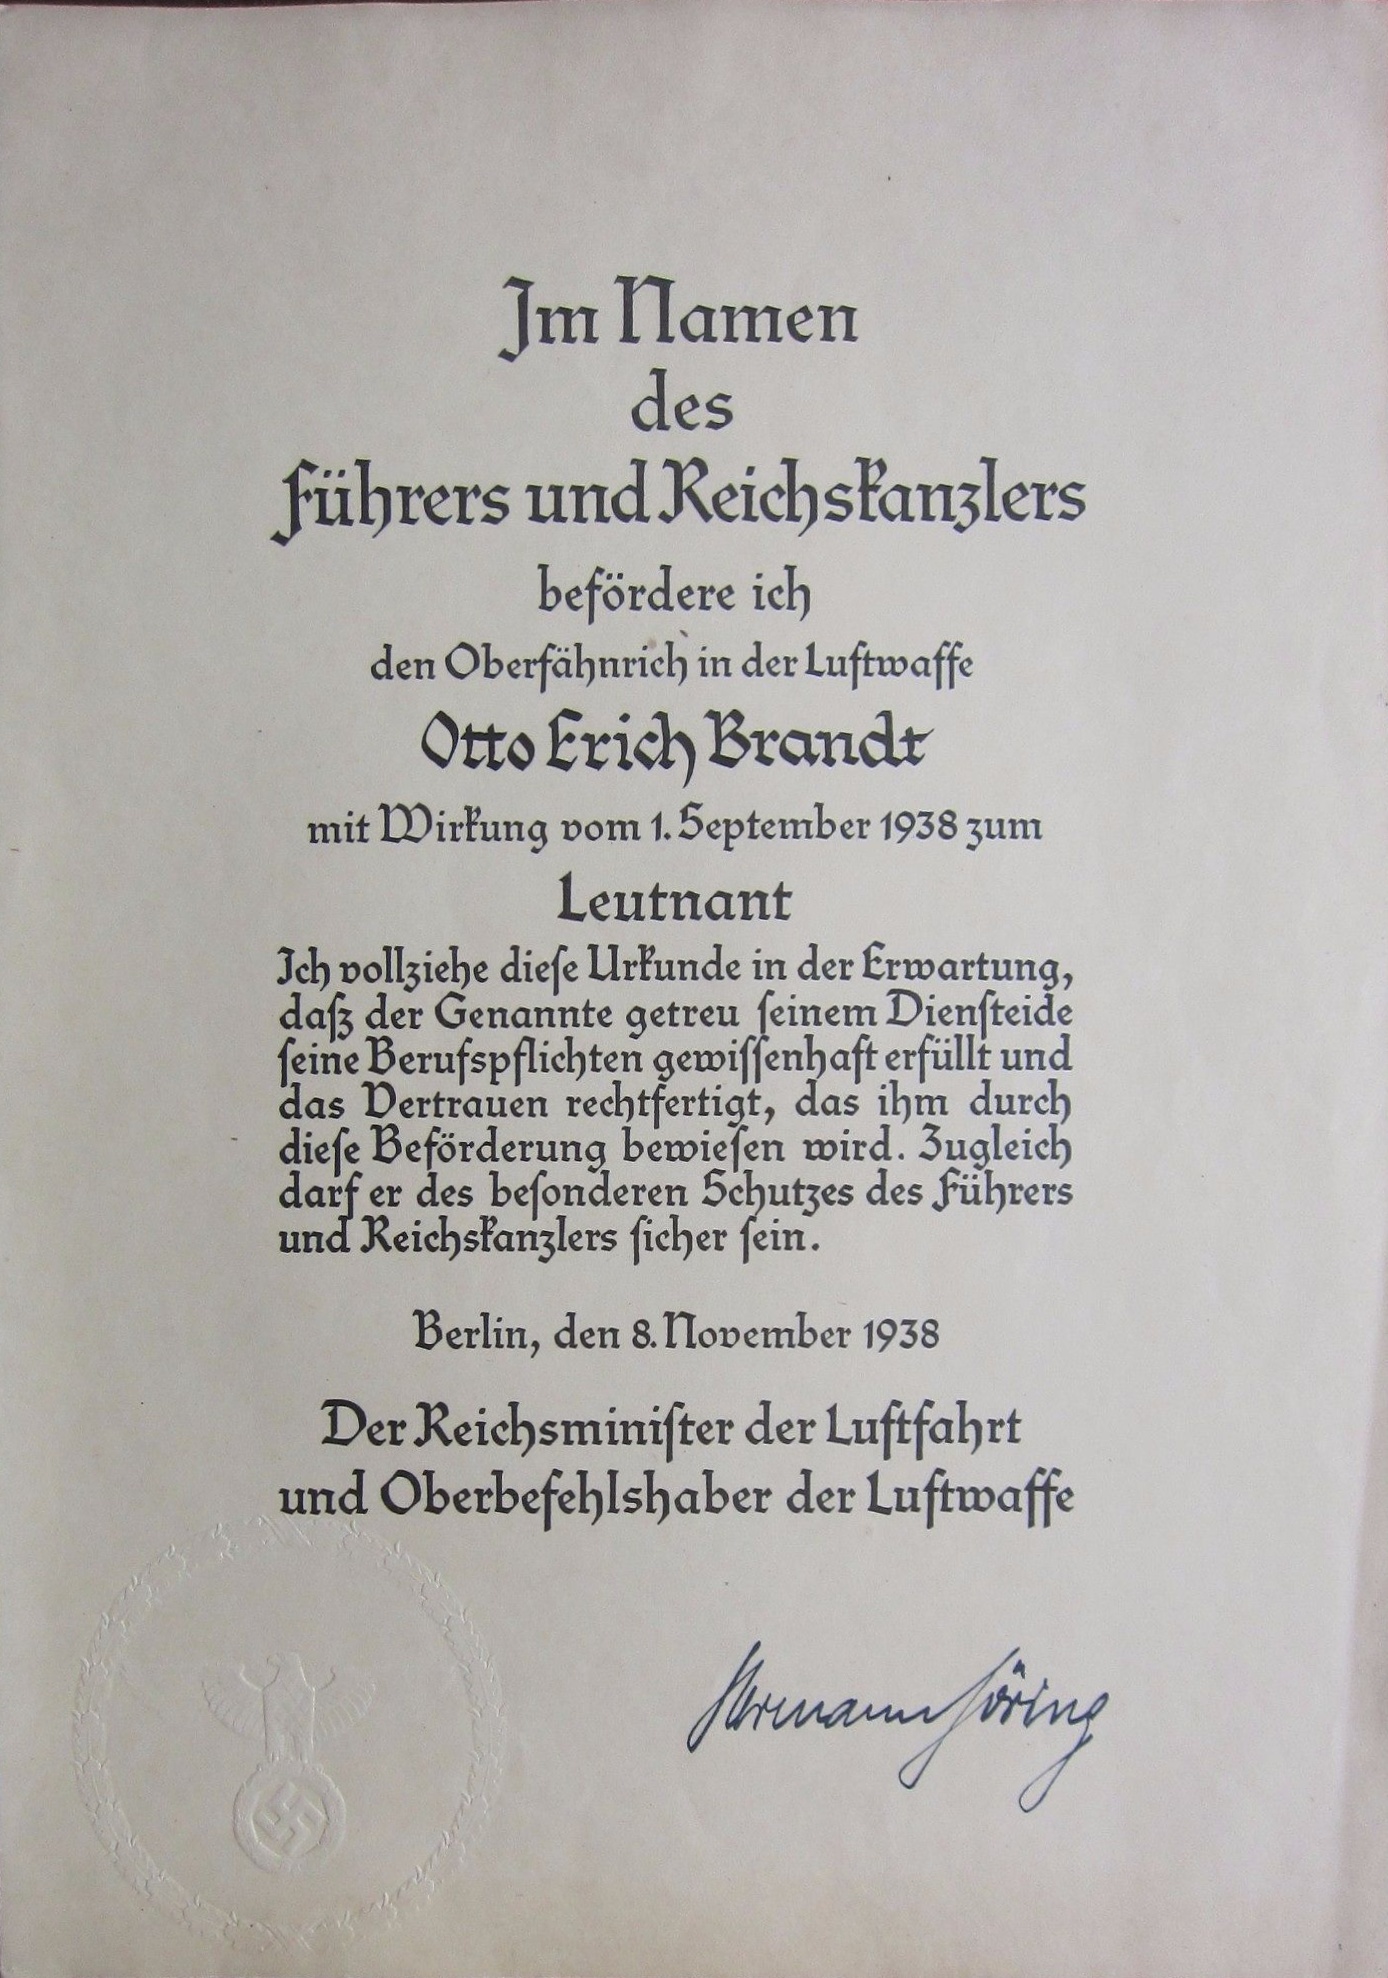 Im Namen
des
Führers und Reichskanzlers
befördere ich
den Oberfähnrich in der Luftwaffe
Otto Erich Brandt
mit Wirkung vom 1. September 1938 zum
Leutnant
Ich vollziehe dieſe Urkunde in der Erwartung,
daß der Genannte getreu ſeinem Dienſteide
ſeine Berufspflichten gewiſſenhaft erfüllt und
das Vertrauen rechtfertigt, das ihm durch
dieſe Beförderung bewieſen wird. Zugleich
darf er des beſonderen Schutzes des Führers
und Reichskanzlers ſicher ſein.
Berlin, den 8. November 1938
Der Reichsminiſter der Luftfahrt
und Oberbefehlshaber der Luftwaffe
Hermann Göring